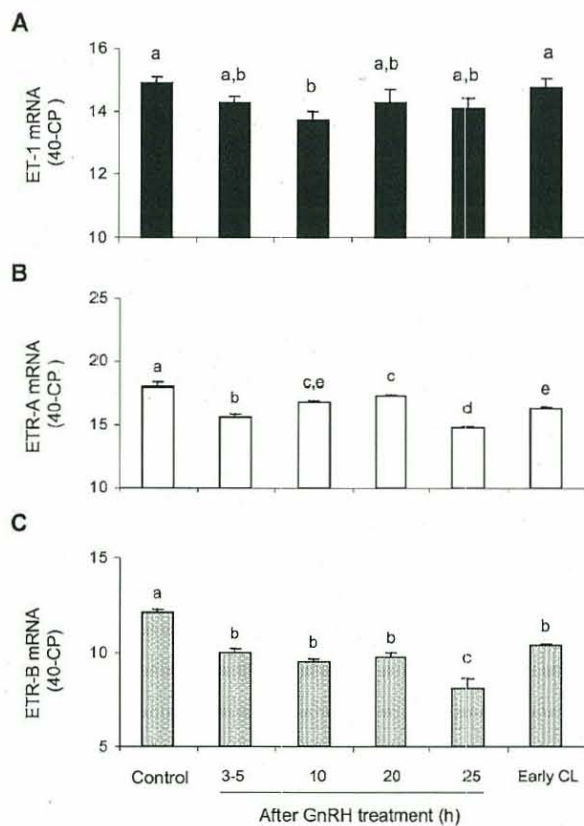 A
ET-1 mRNA
(40-CP )
16
14
12
10
a
a,b
b
a,b
a,b
a
B
ETR-A mRNA
(40-CP)
25
20
15
10
a
b
c,e
c
d
e
C
ETR-B mRNA
(40-CP)
15
10
5
a
b
b
b
c
b
Control
3-5
10
20
25
Early CL
After GnRH treatment (h)